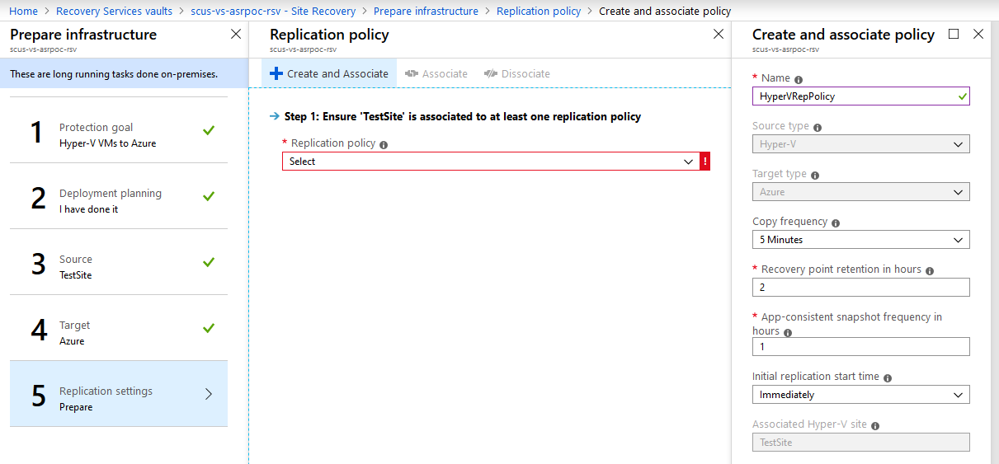 Home > Recovery Services vaults > scus-vs-asrpoc-rsv - Site Recovery > Prepare infrastructure > Replication policy > Create and associate policy
Prepare infrastructure
scus-vs-asrpoc-rsv
These are long running tasks done on-premises.
1
Protection goal
Hyper-V VMs to Azure
2
Deployment planning
I have done it
3
Source
TestSite
4
Target
Azure
5
Replication settings
Prepare
Replication policy
scus-vs-asrpoc-rsv
Create and Associate
Associate
Dissociate
Step 1: Ensure 'TestSite' is associated to at least one replication policy
* Replication policy
Select
!
Create and associate policy
scus-vs-asrpoc-rsv
* Name
HyperVRepPolicy
Source type
Hyper-V
Target type
Azure
Copy frequency
5 Minutes
* Recovery point retention in hours
2
* App-consistent snapshot frequency in
hours
1
Initial replication start time
Immediately
Associated Hyper-V site
TestSite